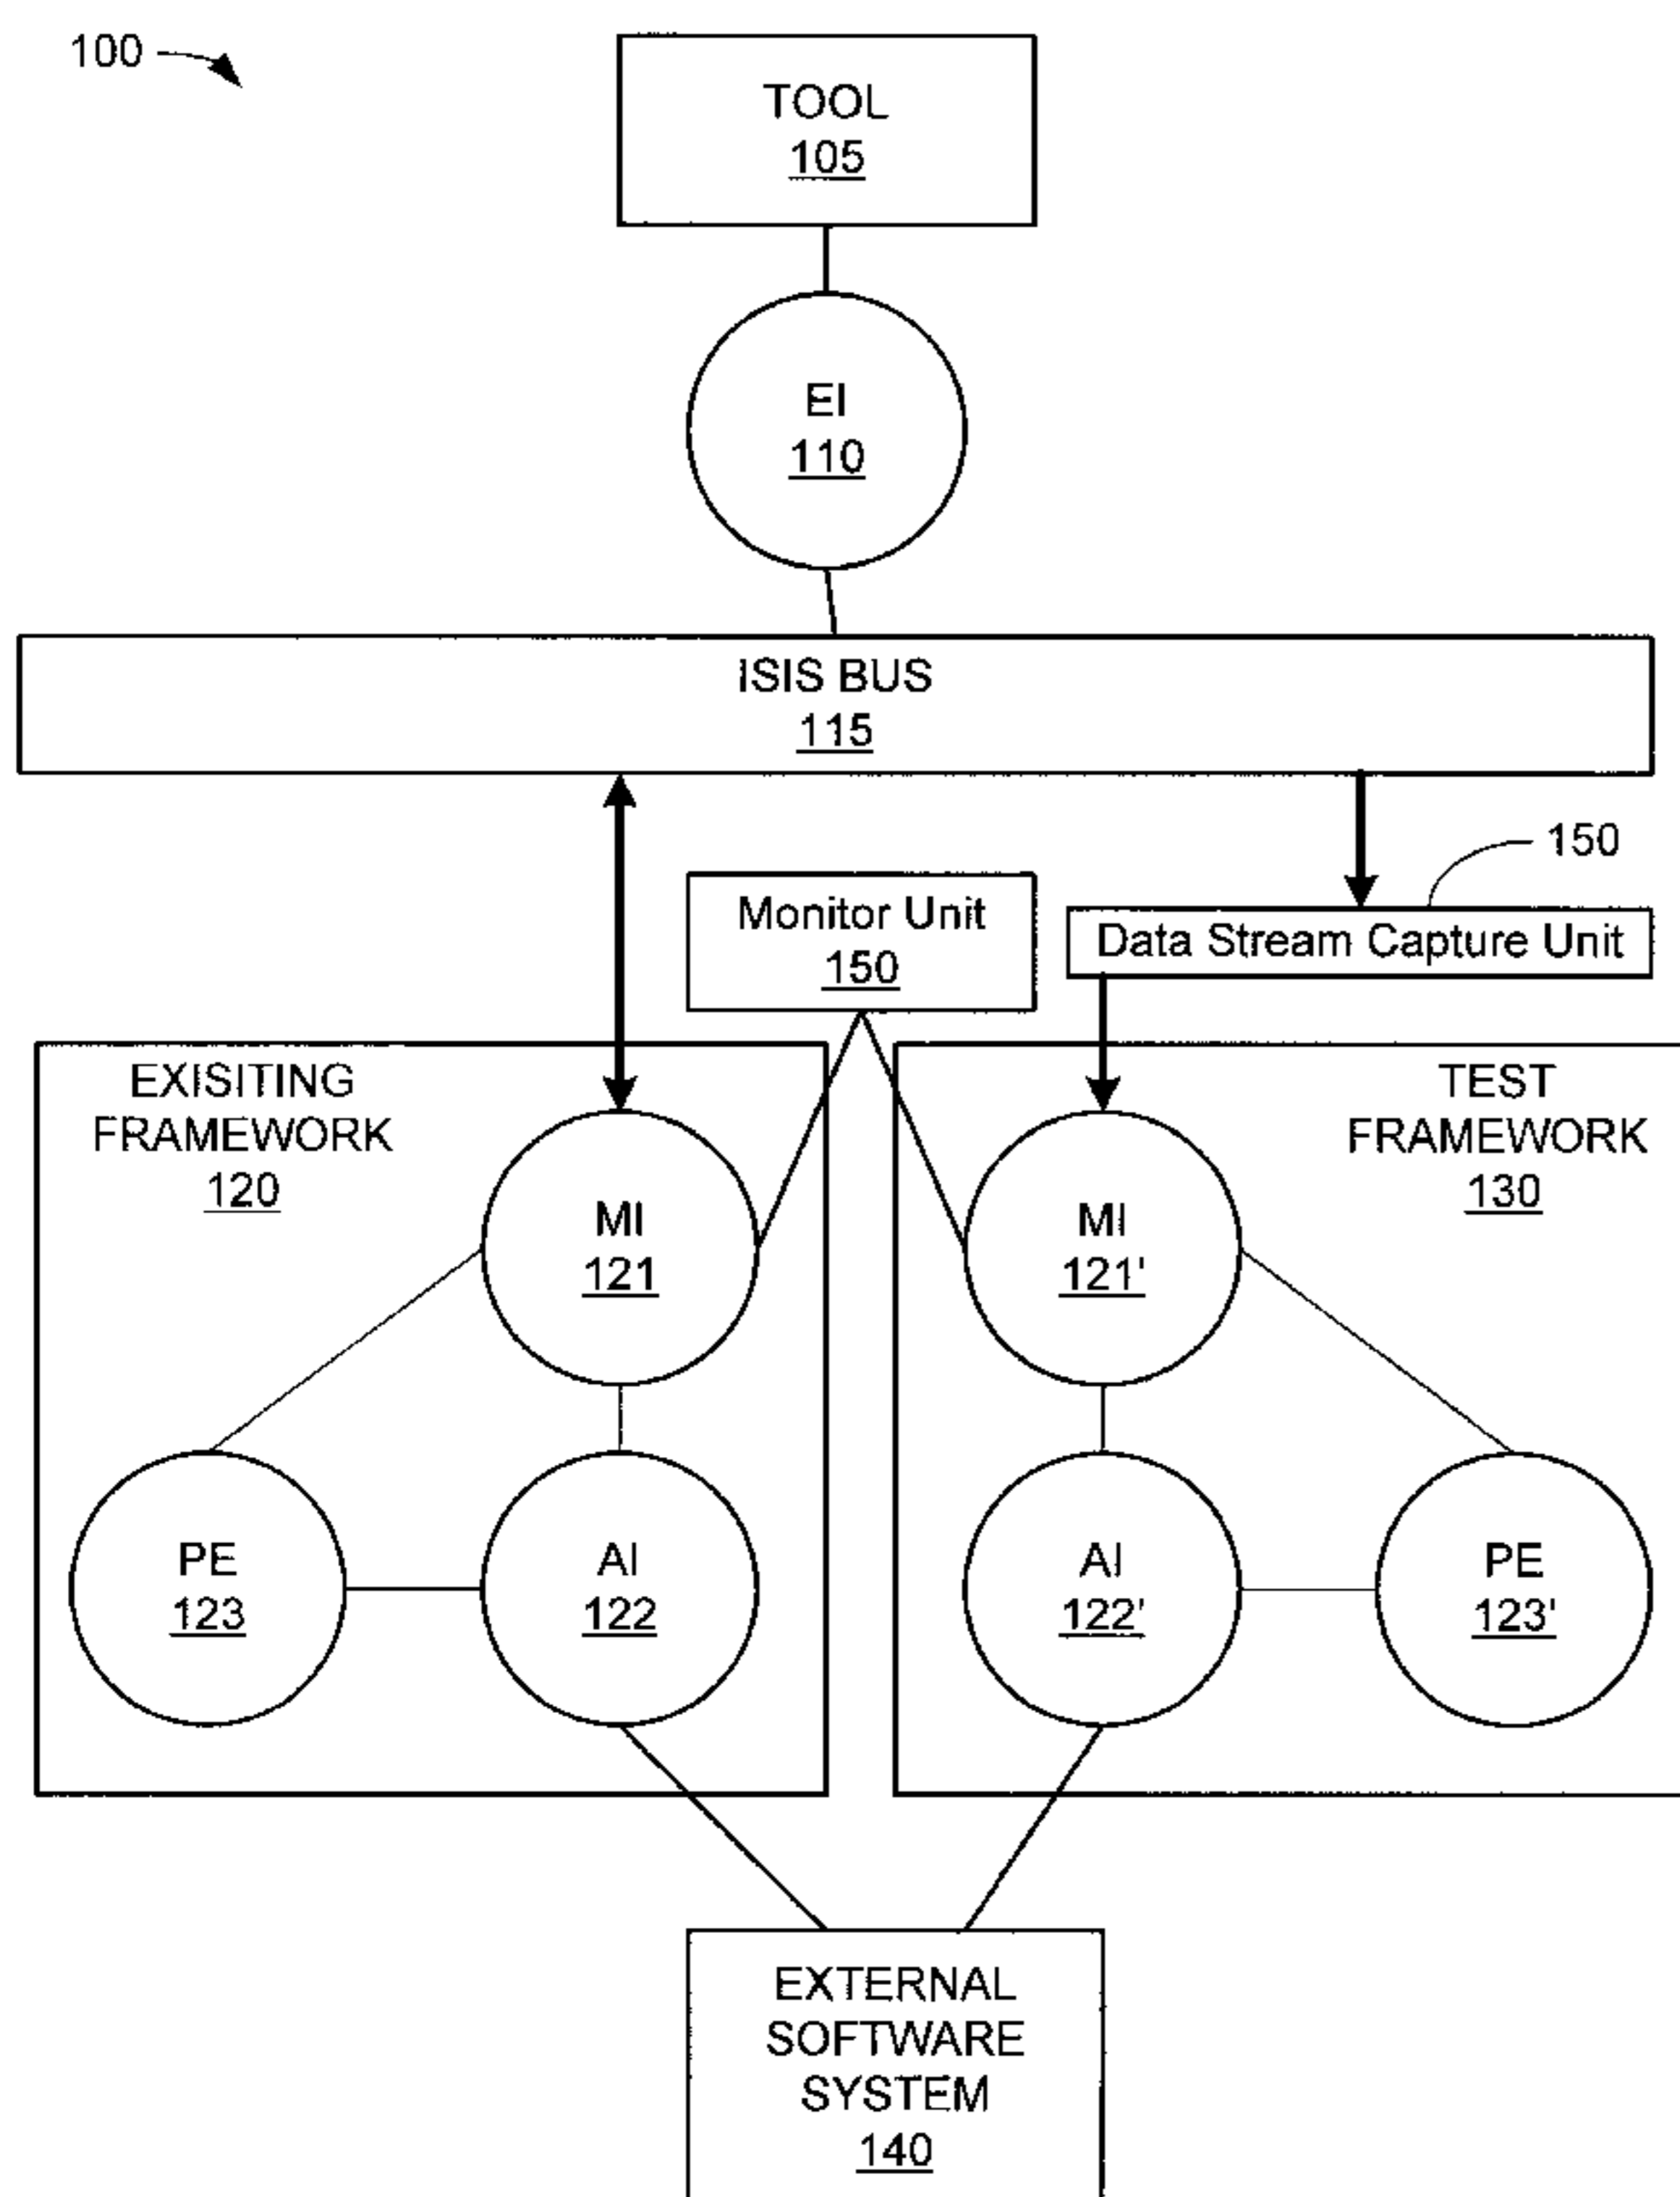 100
TOOL
105
EI
110
ISIS BUS
115
150
Monitor Unit
150
Data Stream Capture Unit
EXISITING
FRAMEWORK
120
TEST
FRAMEWORK
130
MI
121
MI
121'
PE
123
AI
122
AI
122'
PE
123'
EXTERNAL
SOFTWARE
SYSTEM
140